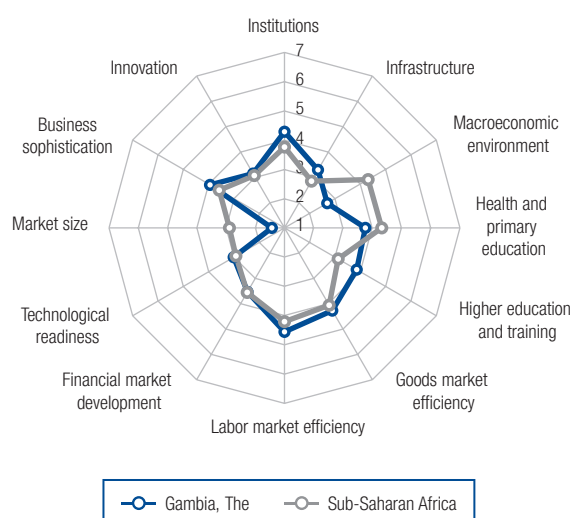 Institutions
Infrastructure
Macroeconomic
environment
Health and
primary
education
Higher education
and training
Goods market
efficiency
Labor market efficiency
Financial market
development
Technological
readiness
Market size
Business
sophistication
Innovation
7
6
5
4
3
2
1
Gambia, The
Sub-Saharan Africa